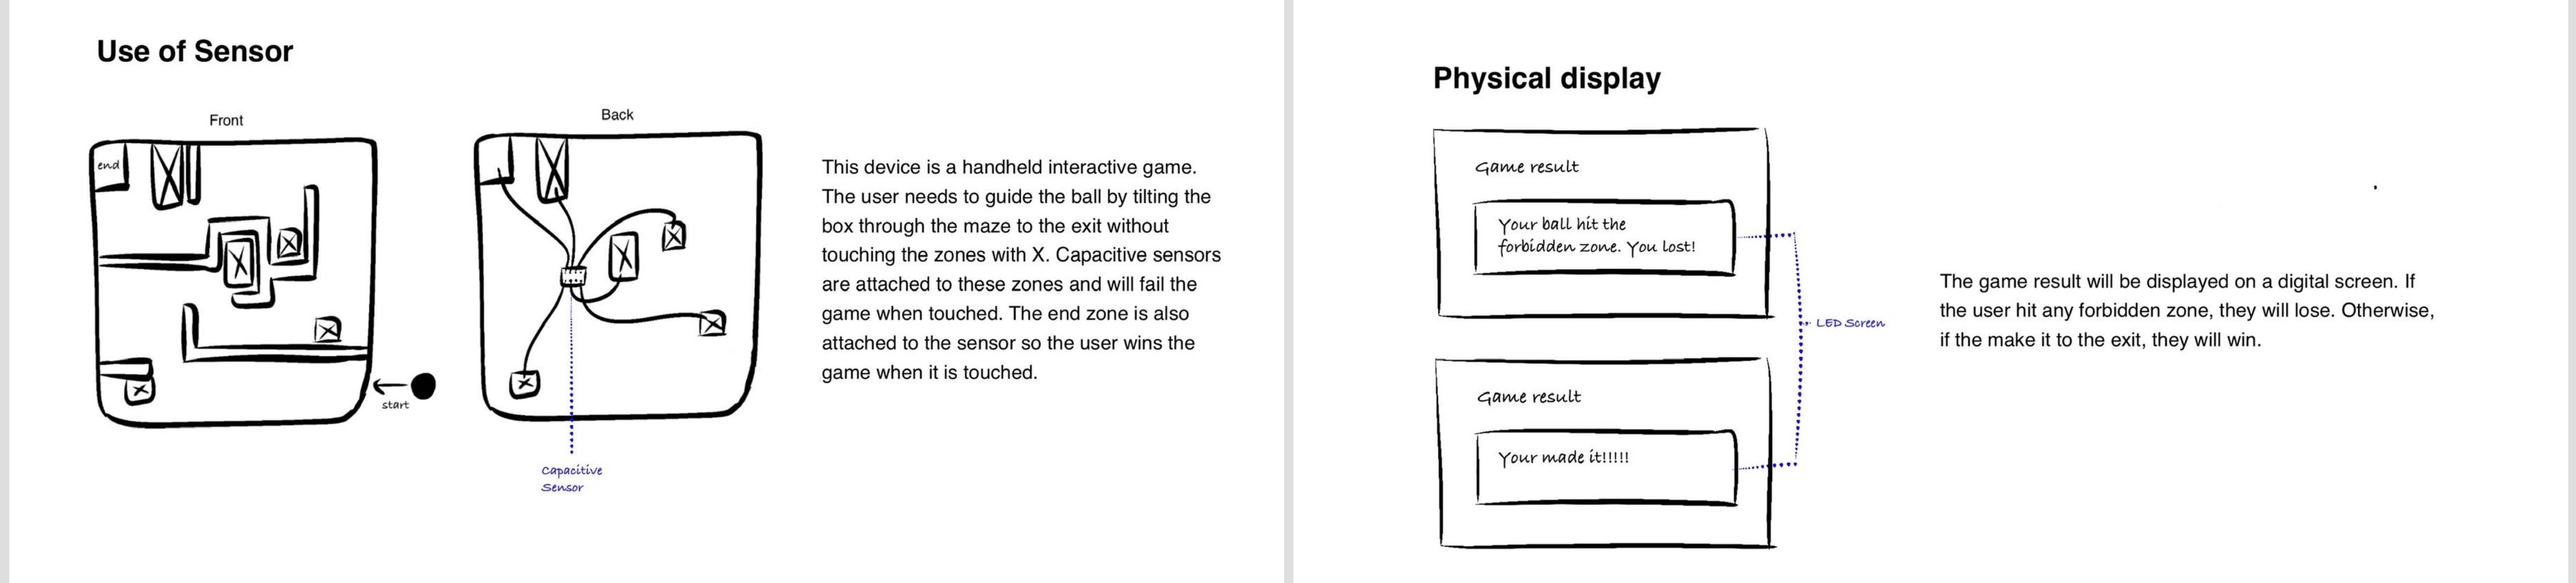 Use of Sensor
Front
Back
end
start
Capacitive
Sensor
This device is a handheld interactive game.
The user needs to guide the ball by tilting the
box through the maze to the exit without
touching the zones with X. Capacitive sensors
are attached to these zones and will fail the
game when touched. The end zone is also
attached to the sensor so the user wins the
game when it is touched.
Physical display
Game result
Your ball hit the
forbidden zone. You lost!
Game result
Your made it!!!!!
LED Screen
The game result will be displayed on a digital screen. If
the user hit any forbidden zone, they will lose. Otherwise,
if the make it to the exit, they will win.